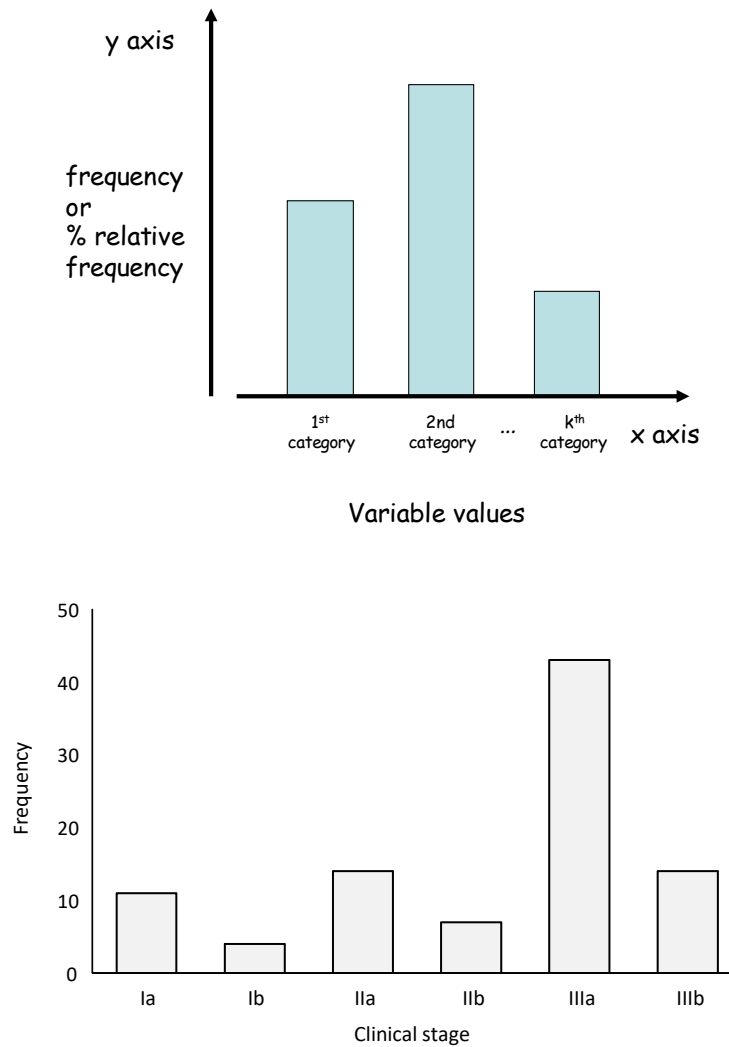 y axis
frequency
or
% relative
frequency
1st 2nd kth
category category ... category x axis
Variable values
50
40
30
20
10
0
Frequency
Ia Ib IIa IIb IIIa IIIb
Clinical stage